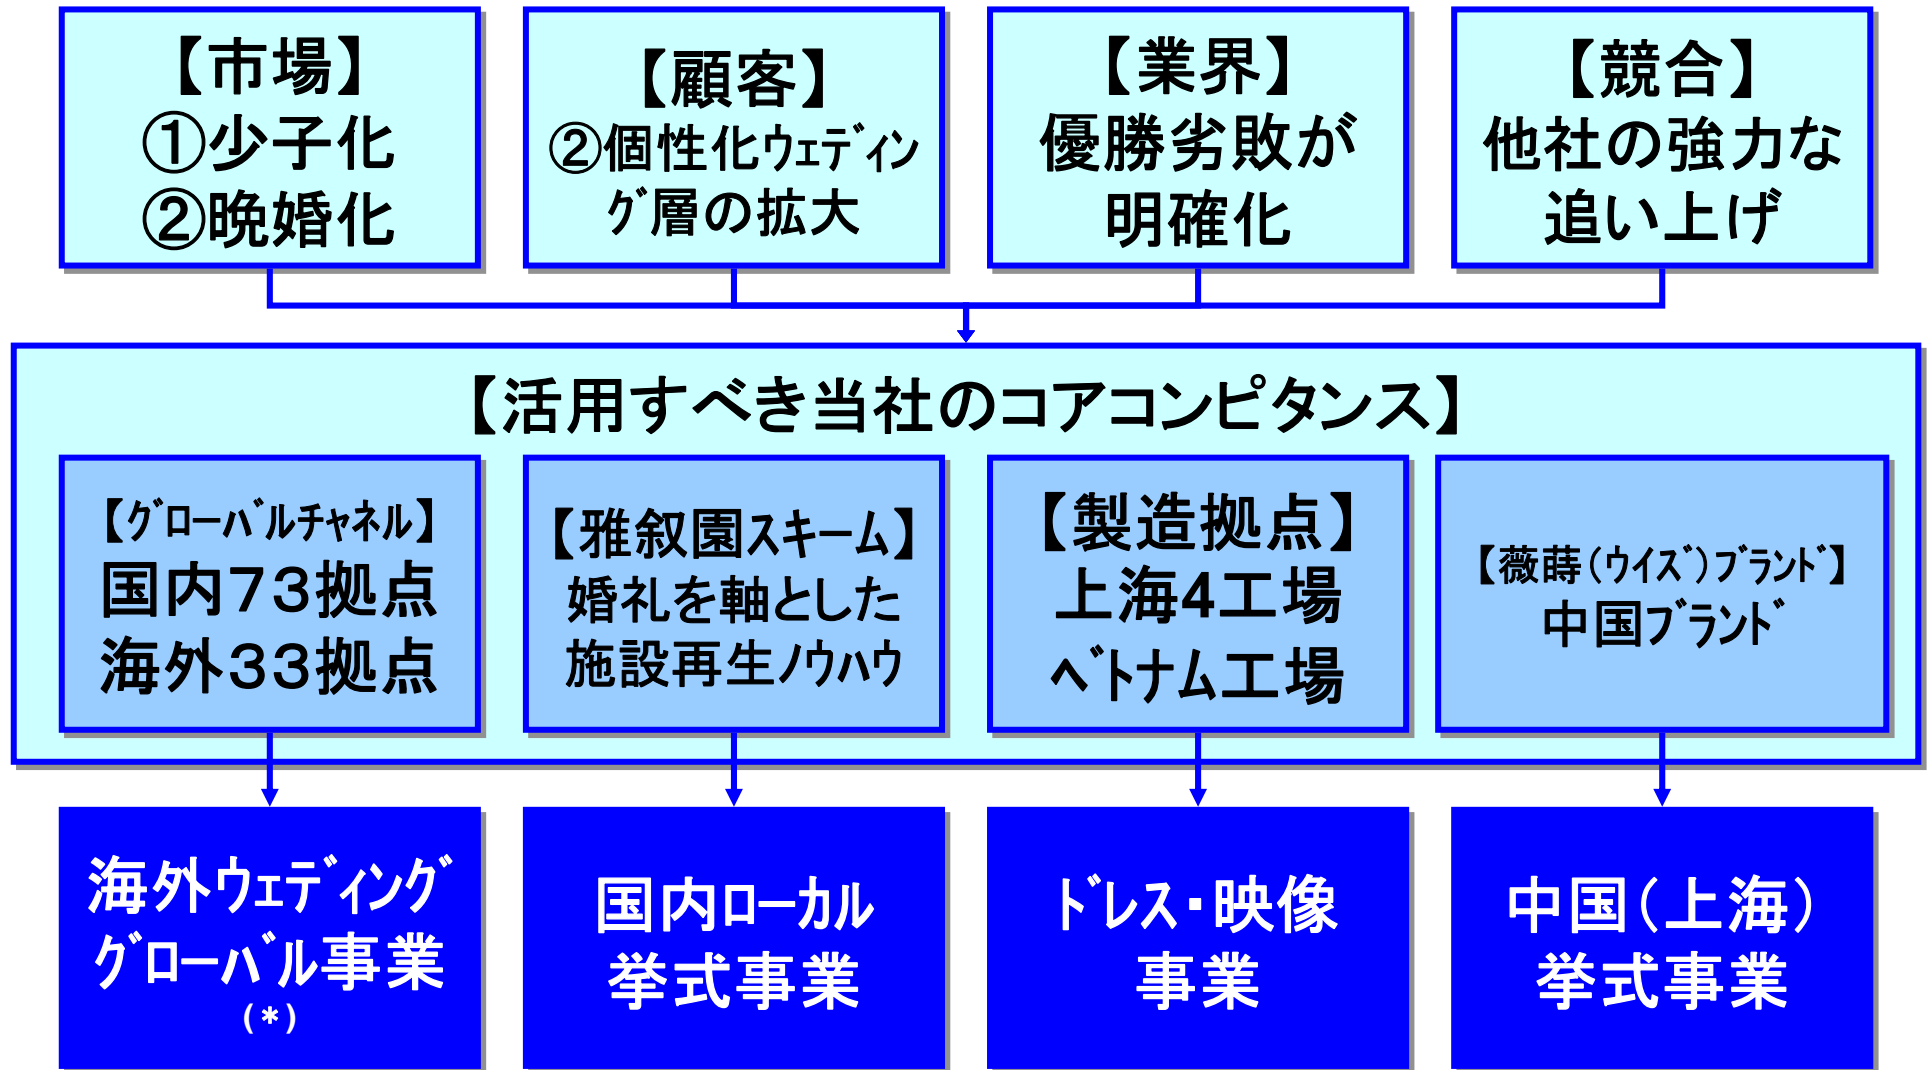 【市場】
①少子化
②晩婚化
【顧客】
②個性化ｳｪﾃﾞｨﾝ
ｸﾞ層の拡大
【業界】
優勝劣敗が
明確化
【競合】
他社の強力な
追い上げ
【活用すべき当社のコアコンピタンス】
【ｸﾞﾛｰﾊﾞﾙﾁｬﾈﾙ】
国内７３拠点
海外３３拠点
【雅叙園ｽｷｰﾑ】
婚礼を軸とした
施設再生ﾉｳﾊｳ
【製造拠点】
上海4工場
ﾍﾞﾄﾅﾑ工場
【薇蒔(ｳｲｽﾞ)ﾌﾞﾗﾝﾄﾞ】
中国ﾌﾞﾗﾝﾄﾞ
海外ｳｪﾃﾞｨﾝｸﾞ
ｸﾞﾛｰﾊﾞﾙ事業
(*)
国内ﾛｰｶﾙ
挙式事業
ﾄﾞﾚｽ・映像
事業
中国(上海)
挙式事業